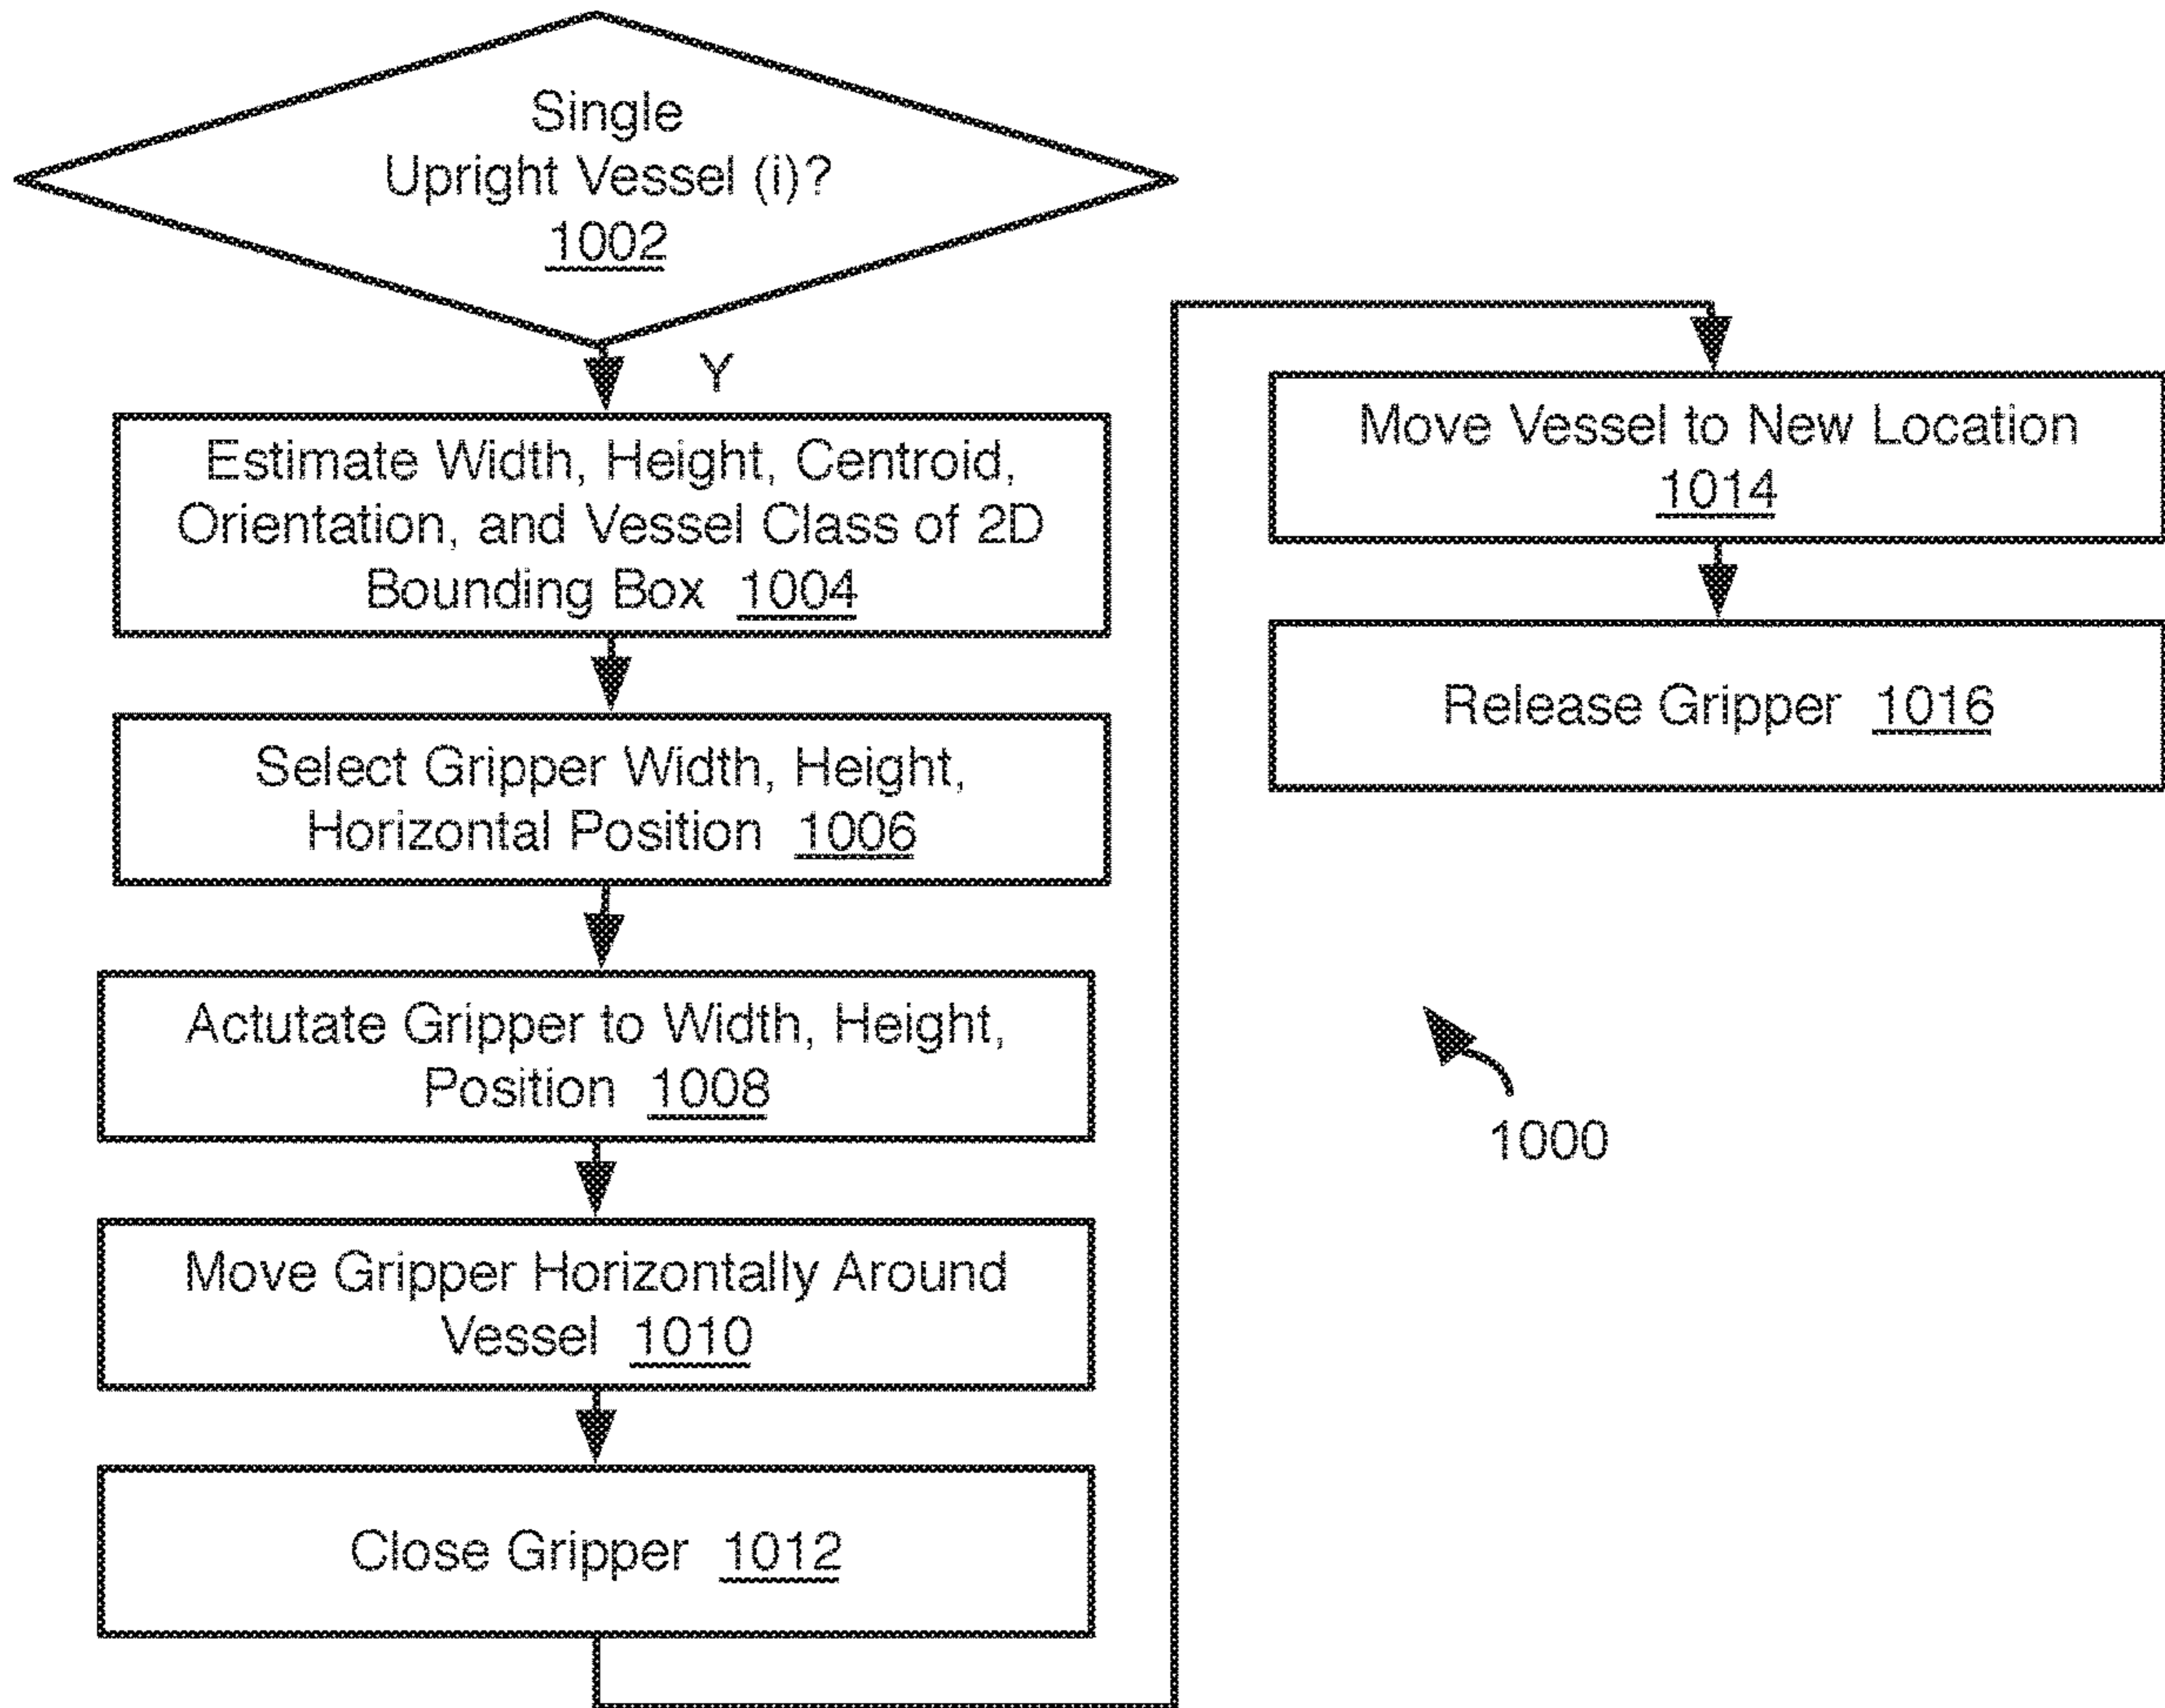 Single
Upright Vessel (i)?
1002
Y
Estimate Width, Height, Centroid,
Orientation, and Vessel Class of 2D
Bounding Box 1004
Select Gripper Width, Height,
Horizontal Position 1006
Actutate Gripper to Width, Height,
Position 1008
Move Gripper Horizontally Around
Vessel 1010
Close Gripper 1012
Move Vessel to New Location
1014
Release Gripper 1016
1000